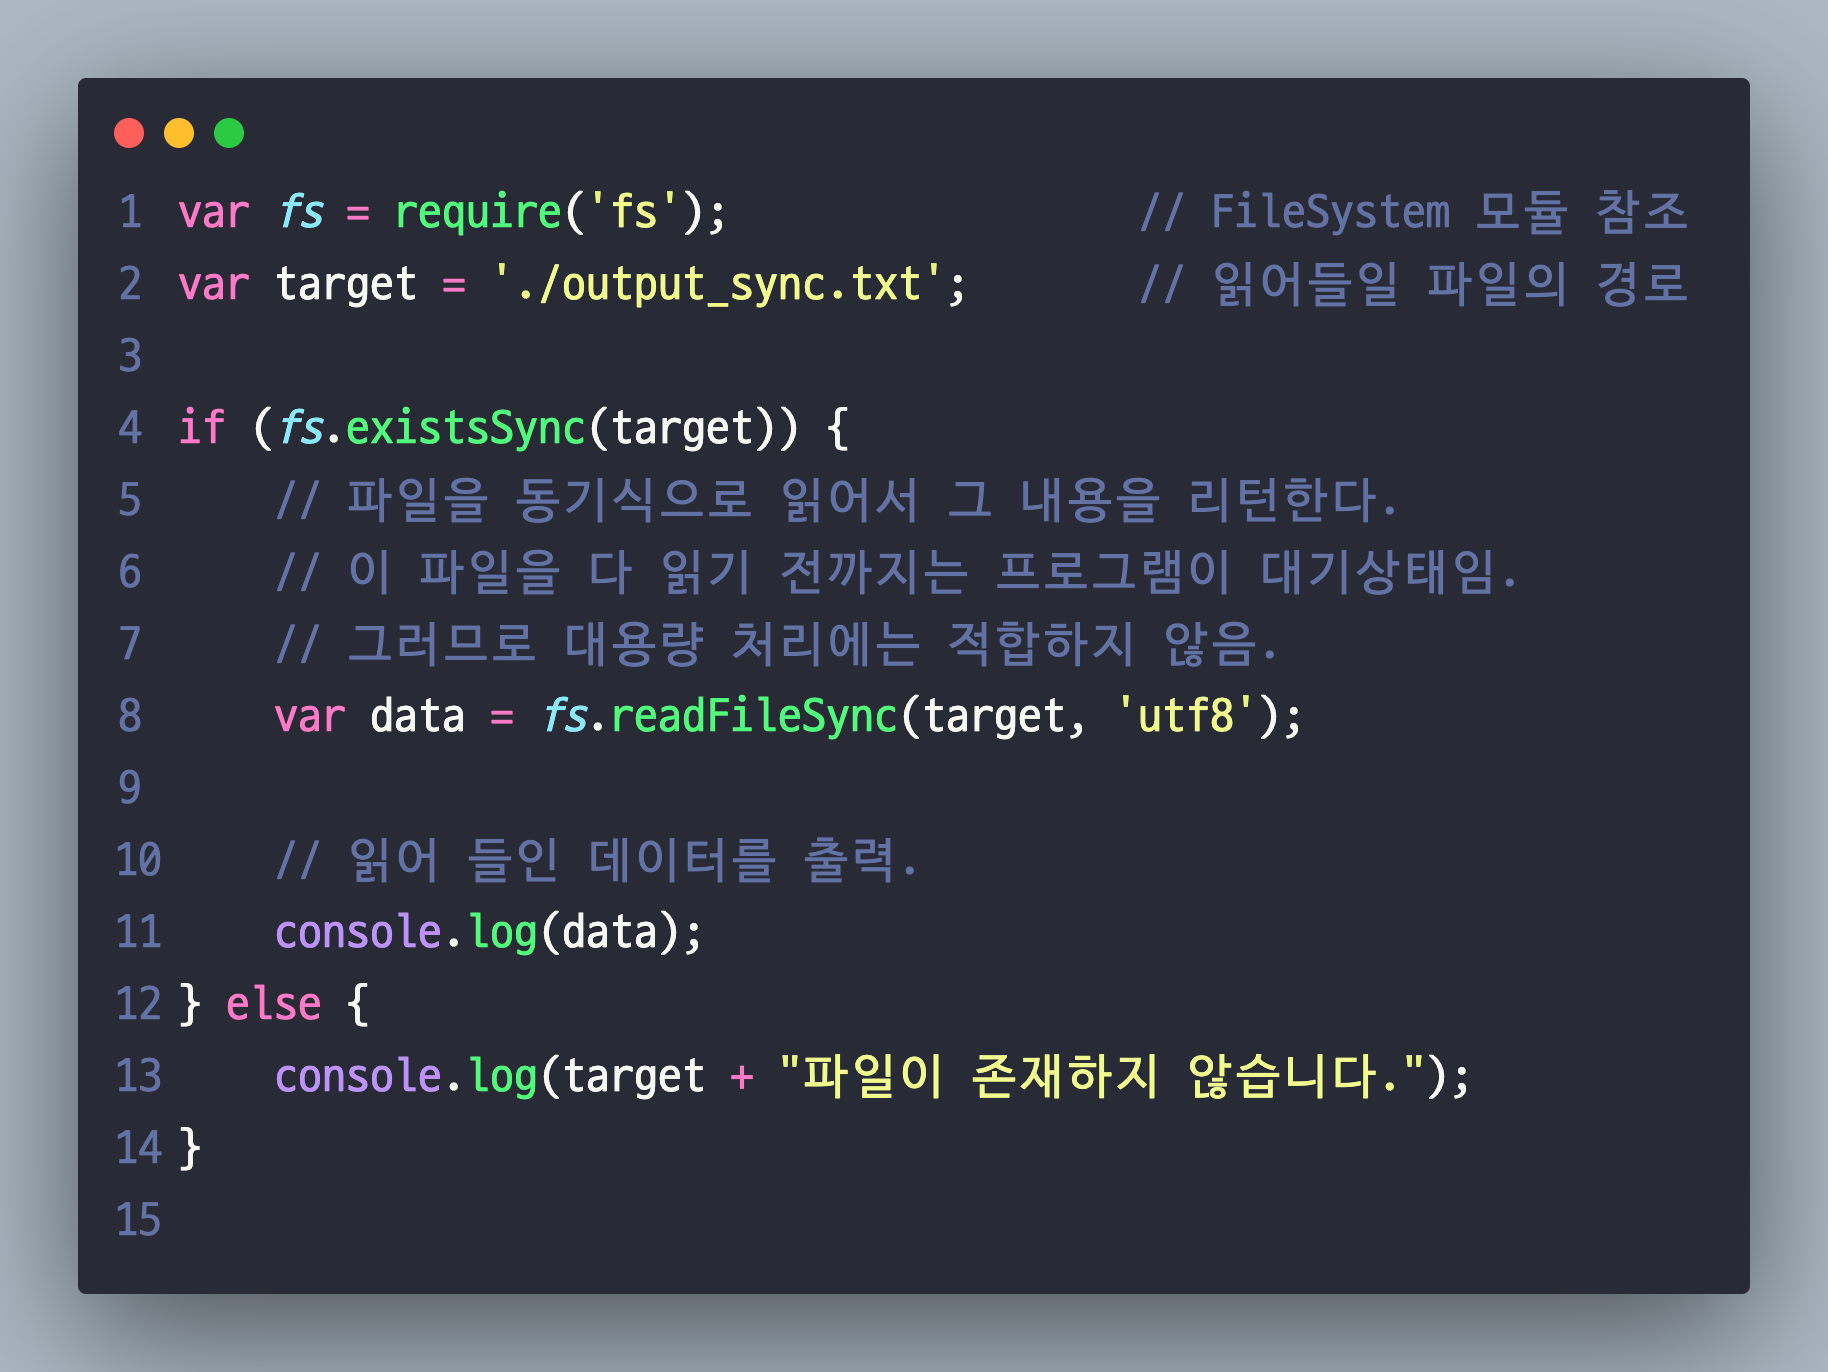 1 var fs = require('fs');                  // FileSystem 모듈 참조
2 var target = './output_sync.txt';        // 읽어들일 파일의 경로
3
4 if (fs.existsSync(target)) {
5     // 파일을 동기식으로 읽어서 그 내용을 리턴한다.
6     // 이 파일을 다 읽기 전까지는 프로그램이 대기상태임.
7     // 그러므로 대용량 처리에는 적합하지 않음.
8     var data = fs.readFileSync(target, 'utf8');
9
10     // 읽어 들인 데이터를 출력.
11     console.log(data);
12 } else {
13     console.log(target + "파일이 존재하지 않습니다.");
14 }
15